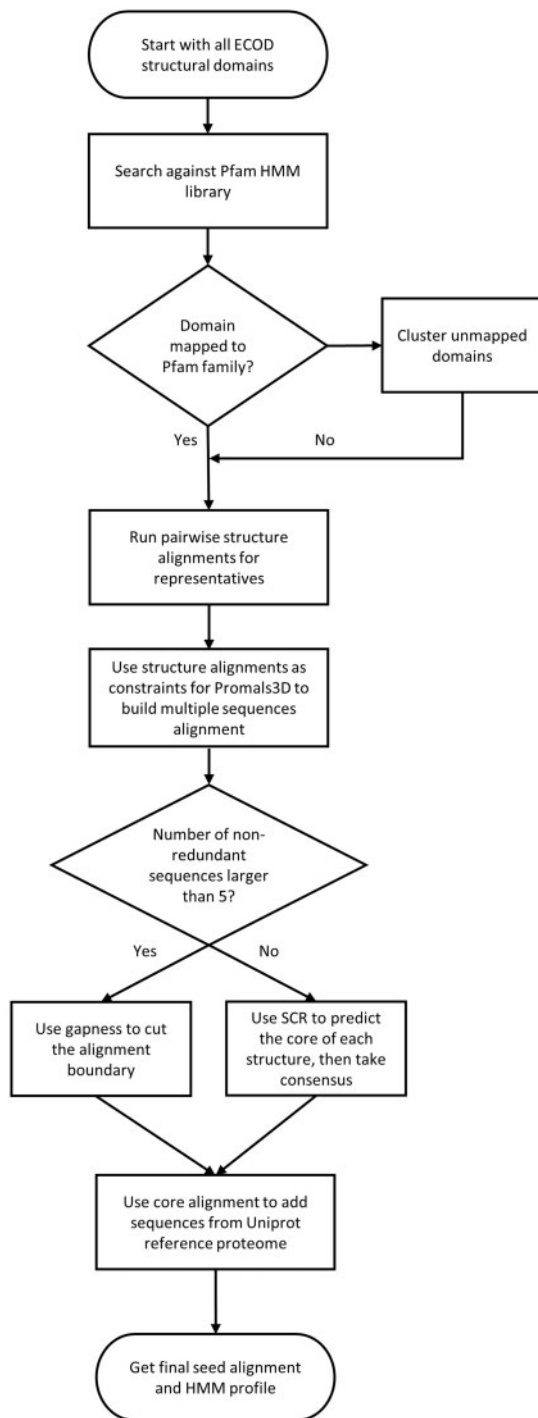 Start with all ECOD
structural domains
Search against Pfam HMM
library
Domain
mapped to
Pfam family?
Cluster unmapped
domains
Yes
No
Run pairwise structure
alignments for
representatives
Use structure alignments as
constraints for Promals3D to
build multiple sequences
alignment
Number of non-
redundant
sequences larger
than 5?
Yes
No
Use gapness to cut
the alignment
boundary
Use SCR to predict
the core of each
structure, then take
consensus
Use core alignment to add
sequences from Uniprot
reference proteome
Get final seed alignment
and HMM profile